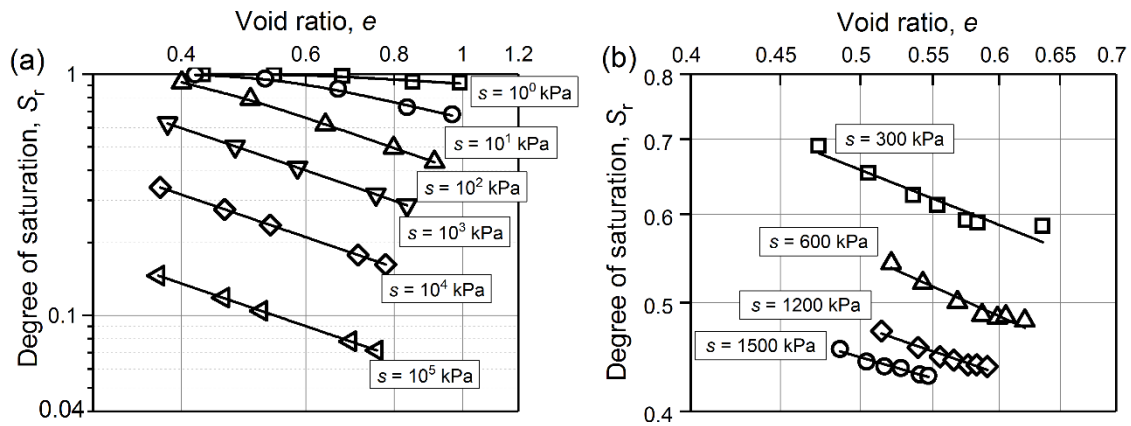 Void ratio, e
(a)
0.4 0.6 0.8 1 1.2
Degree of saturation, Sr
1
0.1
0.04
s = 10⁰ kPa
s = 10¹ kPa
s = 10² kPa
s = 10³ kPa
s = 10⁴ kPa
s = 10⁵ kPa
Void ratio, e
(b)
0.4 0.5 0.55 0.6 0.65 0.7
Degree of saturation, Sr
0.8
0.7
0.6
0.5
0.4
s = 300 kPa
s = 600 kPa
s = 1200 kPa
s = 1500 kPa